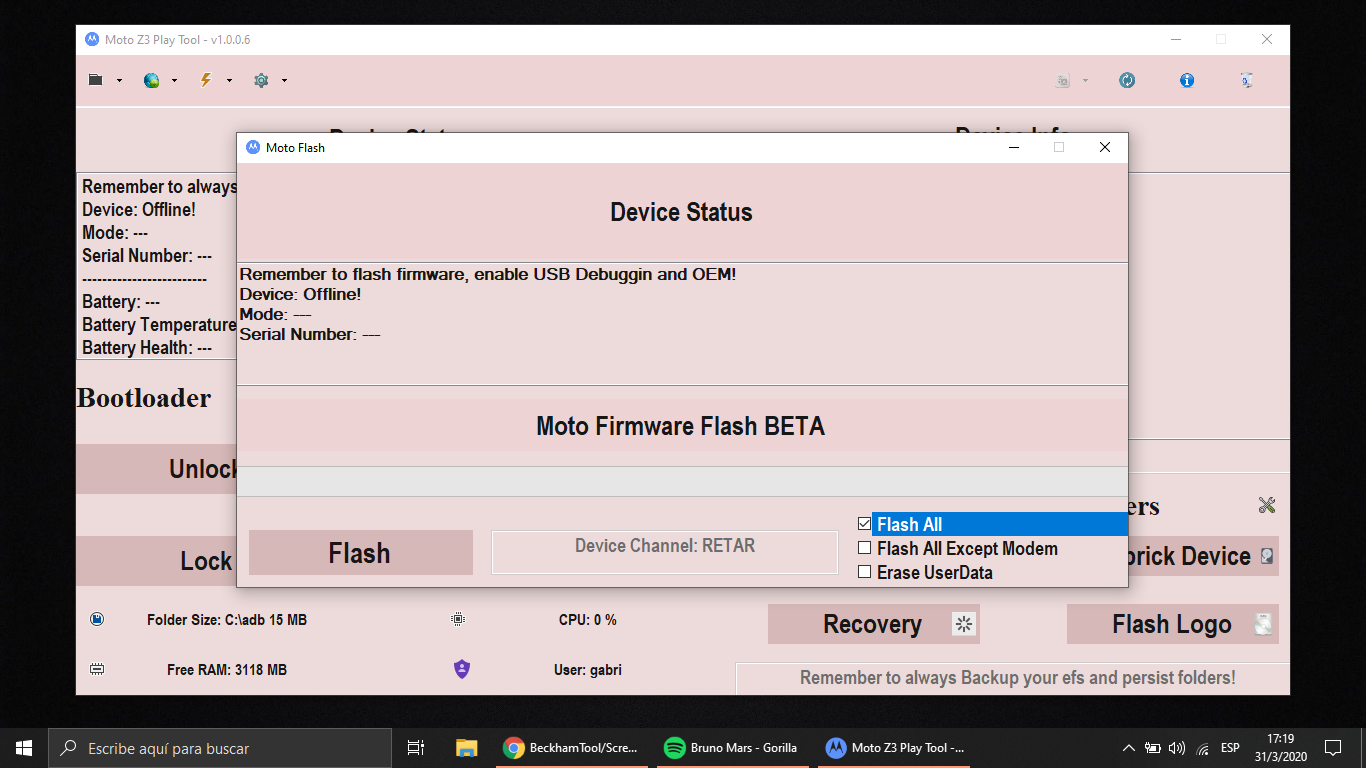 Moto Z3 Play Tool - v1.0.0.6
Moto Flash
Device Status
Remember to always
Device: Offline!
Mode: ---
Serial Number: ---
------------------------
Battery: ---
Battery Temperature
Battery Health: ---
Remember to flash firmware, enable USB Debuggin and OEM!
Device: Offline!
Mode: ---
Serial Number: ---
Bootloader
Moto Firmware Flash BETA
Unlock
Lock
Flash
Device Channel: RETAR
Flash All
Flash All Except Modem
Erase UserData
ers
brick Device
Folder Size: C:\adb 15 MB
CPU: 0 %
Recovery
Flash Logo
Free RAM: 3118 MB
User: gabri
Remember to always Backup your efs and persist folders!
Escribe aquí para buscar
BeckhamTool/Scre...
Bruno Mars - Gorilla
Moto Z3 Play Tool -...
ESP
17:19
31/3/2020